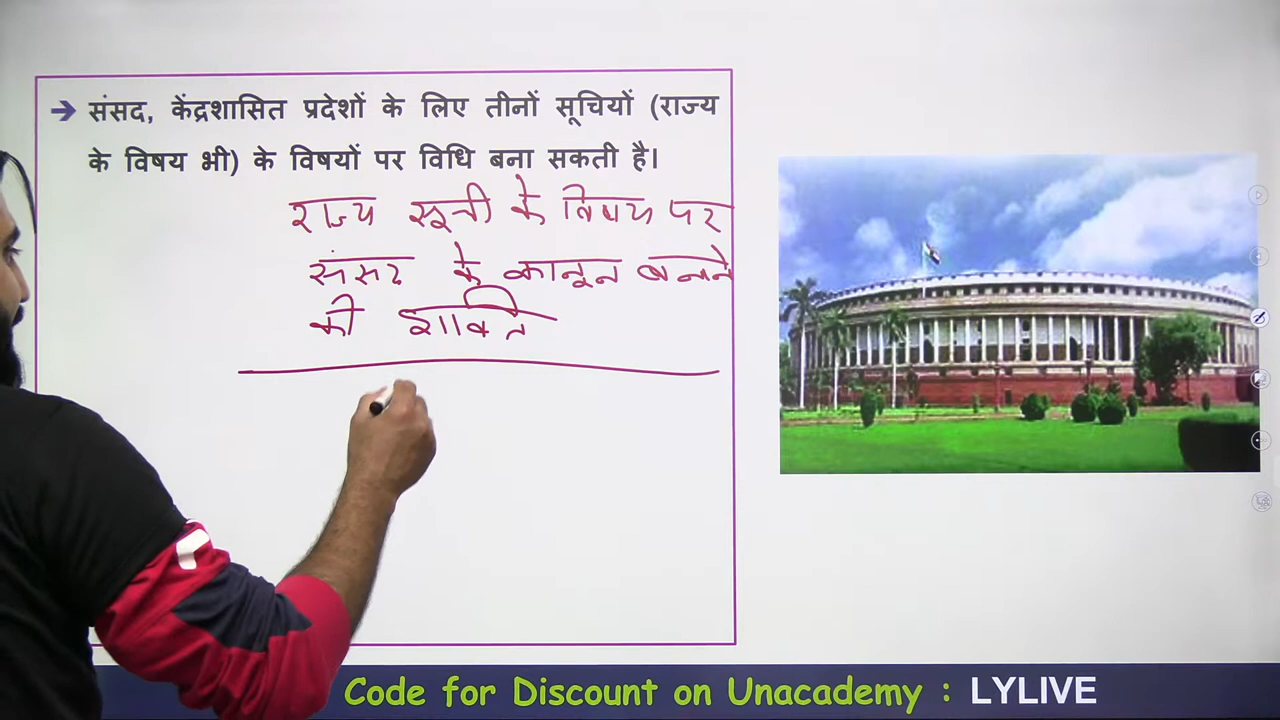 → संसद, केंद्रशासित प्रदेशों के लिए तीनों सूचियों (राज्य
के विषय भी) के विषयों पर विधि बना सकती है।
राज्य सूची के विषय पर
संसद के कानून बनाने
की शक्ति
Code for Discount on Unacademy : LYLIVE